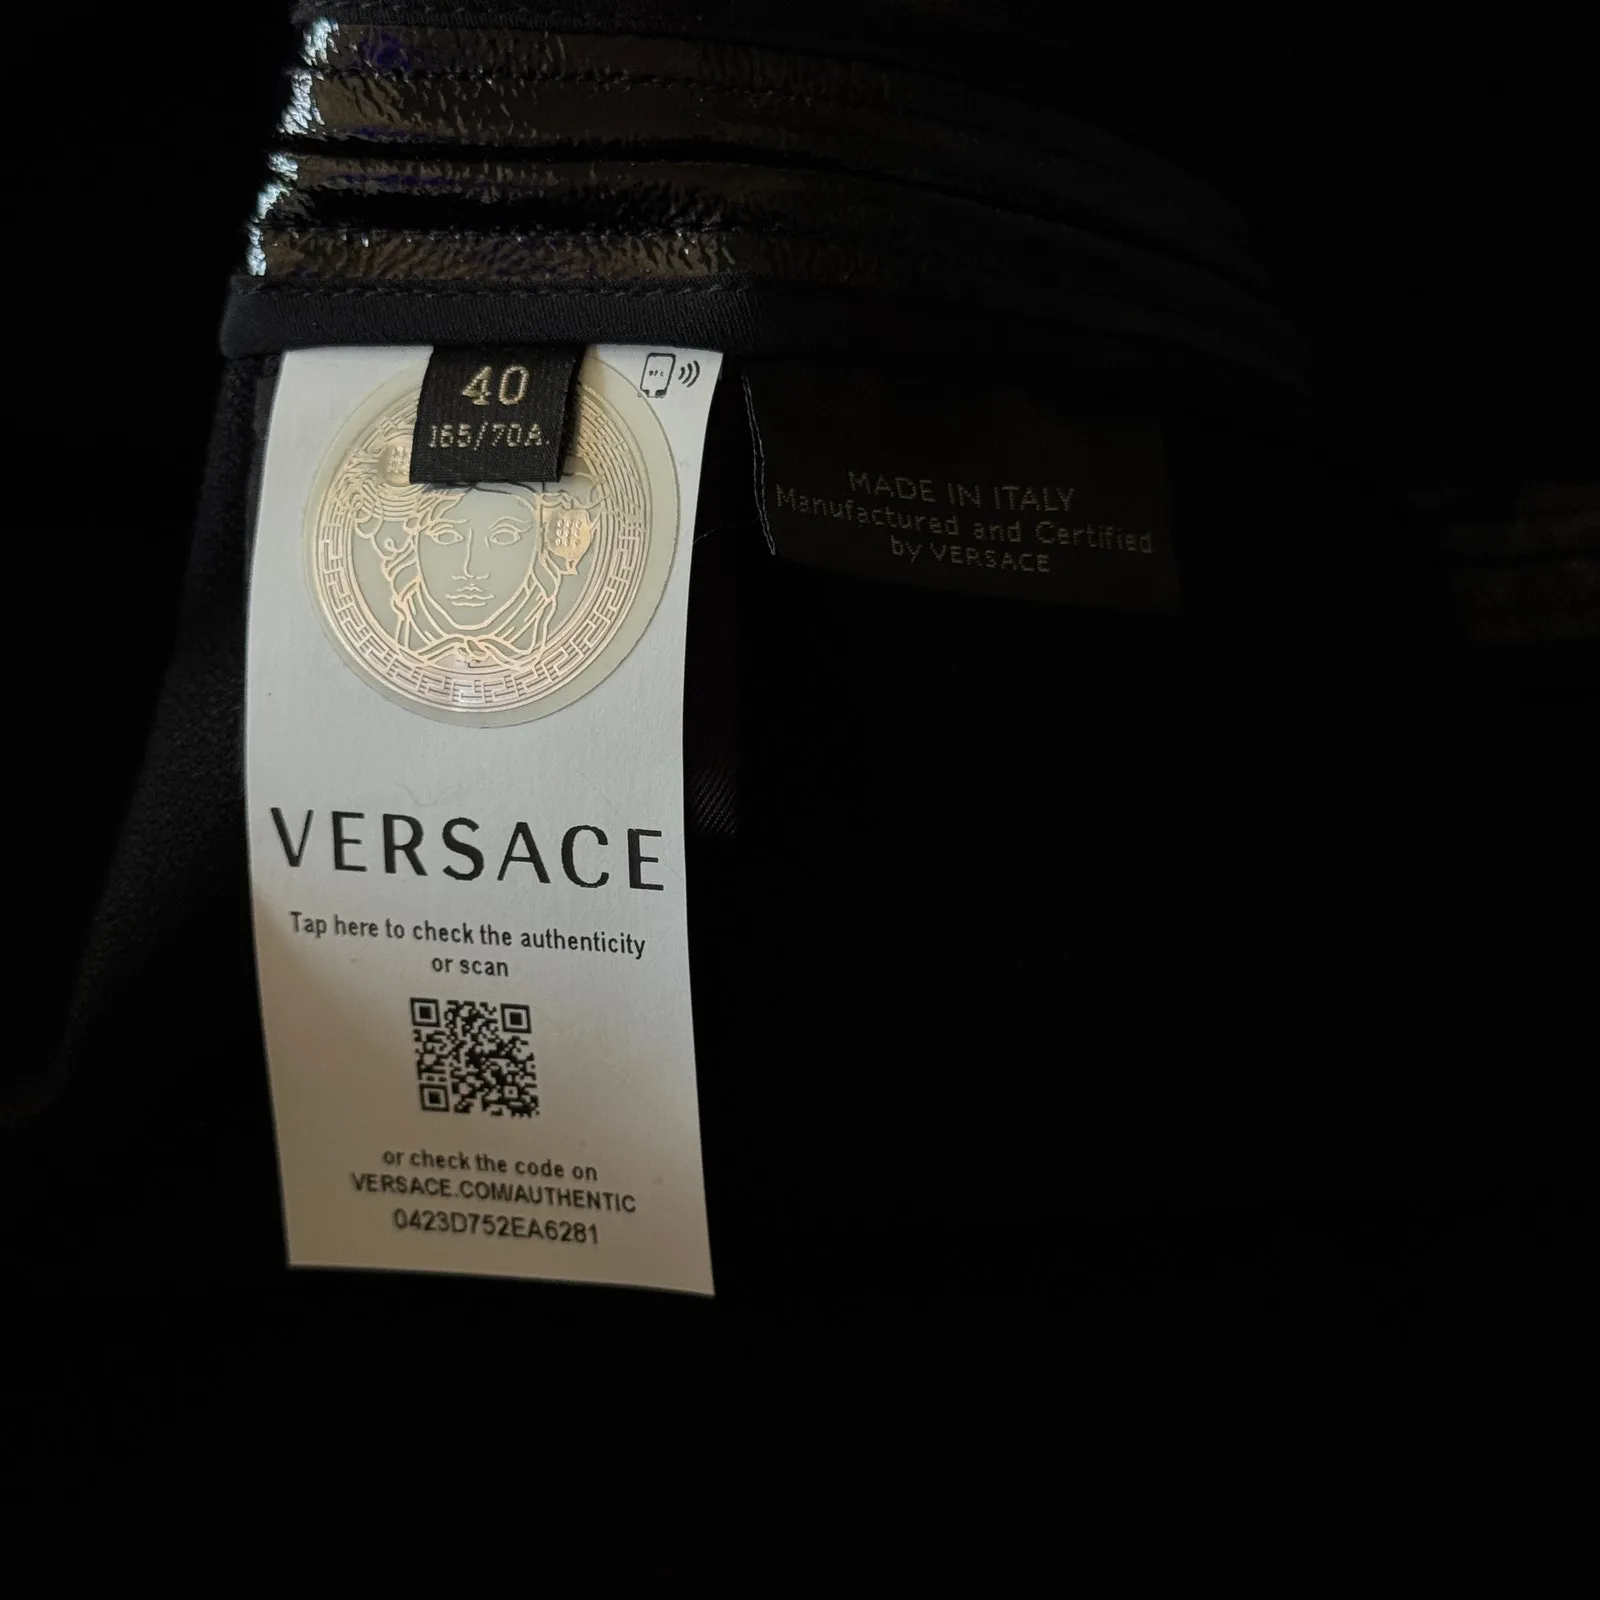 40
165/70A
MADE IN ITALY
Manufactured and Certified
by VERSACE
VERSACE
Tap here to check the authenticity
or scan
or check the code on
VERSACE.COM/AUTHENTIC
0423D752EA6281